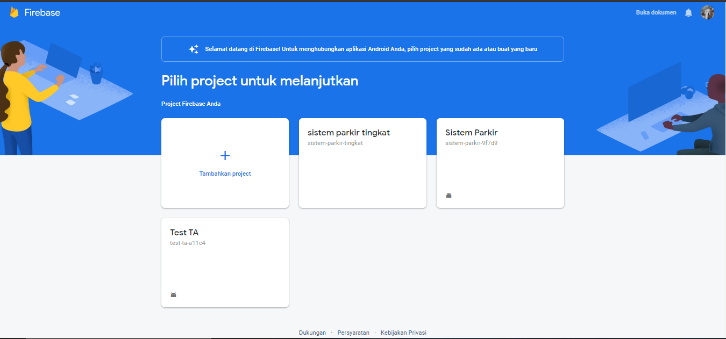 Firebase
Buka dokumen
Selamat datang di Firebase! Untuk menghubungkan aplikasi Android Anda, pilih project yang sudah ada atau buat yang baru
Pilih project untuk melanjutkan
Project Firebase Anda
Tambahkan project
sistem parkir tingkat
sistem-parkir-tingkat
Sistem Parkir
sistem-parkir-9f7d9
Test TA
test-ta-a11c4
Dukungan · Persyaratan · Kebijakan Privasi